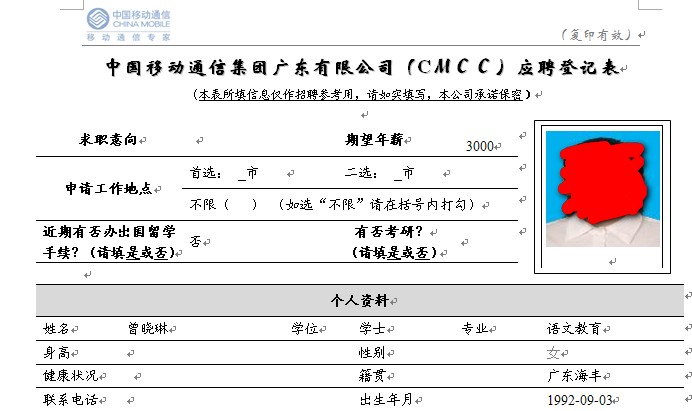 中国移动通信
CHINA MOBILE
移动通信专家
（复印有效）
中国移动通信集团广东有限公司（CMCC）应聘登记表
（本表所填信息仅作招聘参考用，请如实填写，本公司承诺保密）
求职意向 期望年薪 3000
申请工作地点 首选： _市 二选： _市
不限（ ）（如选“不限”请在括号内打勾）
近期有否办出国留学手续？（请填是或否） 否 有否考研？（请填是或否）
个人资料
姓名 曾晓琳 学位 学士 专业 语文教育
身高 性别 女
健康状况 籍贯 广东海丰
联系电话 出生年月 1992-09-03